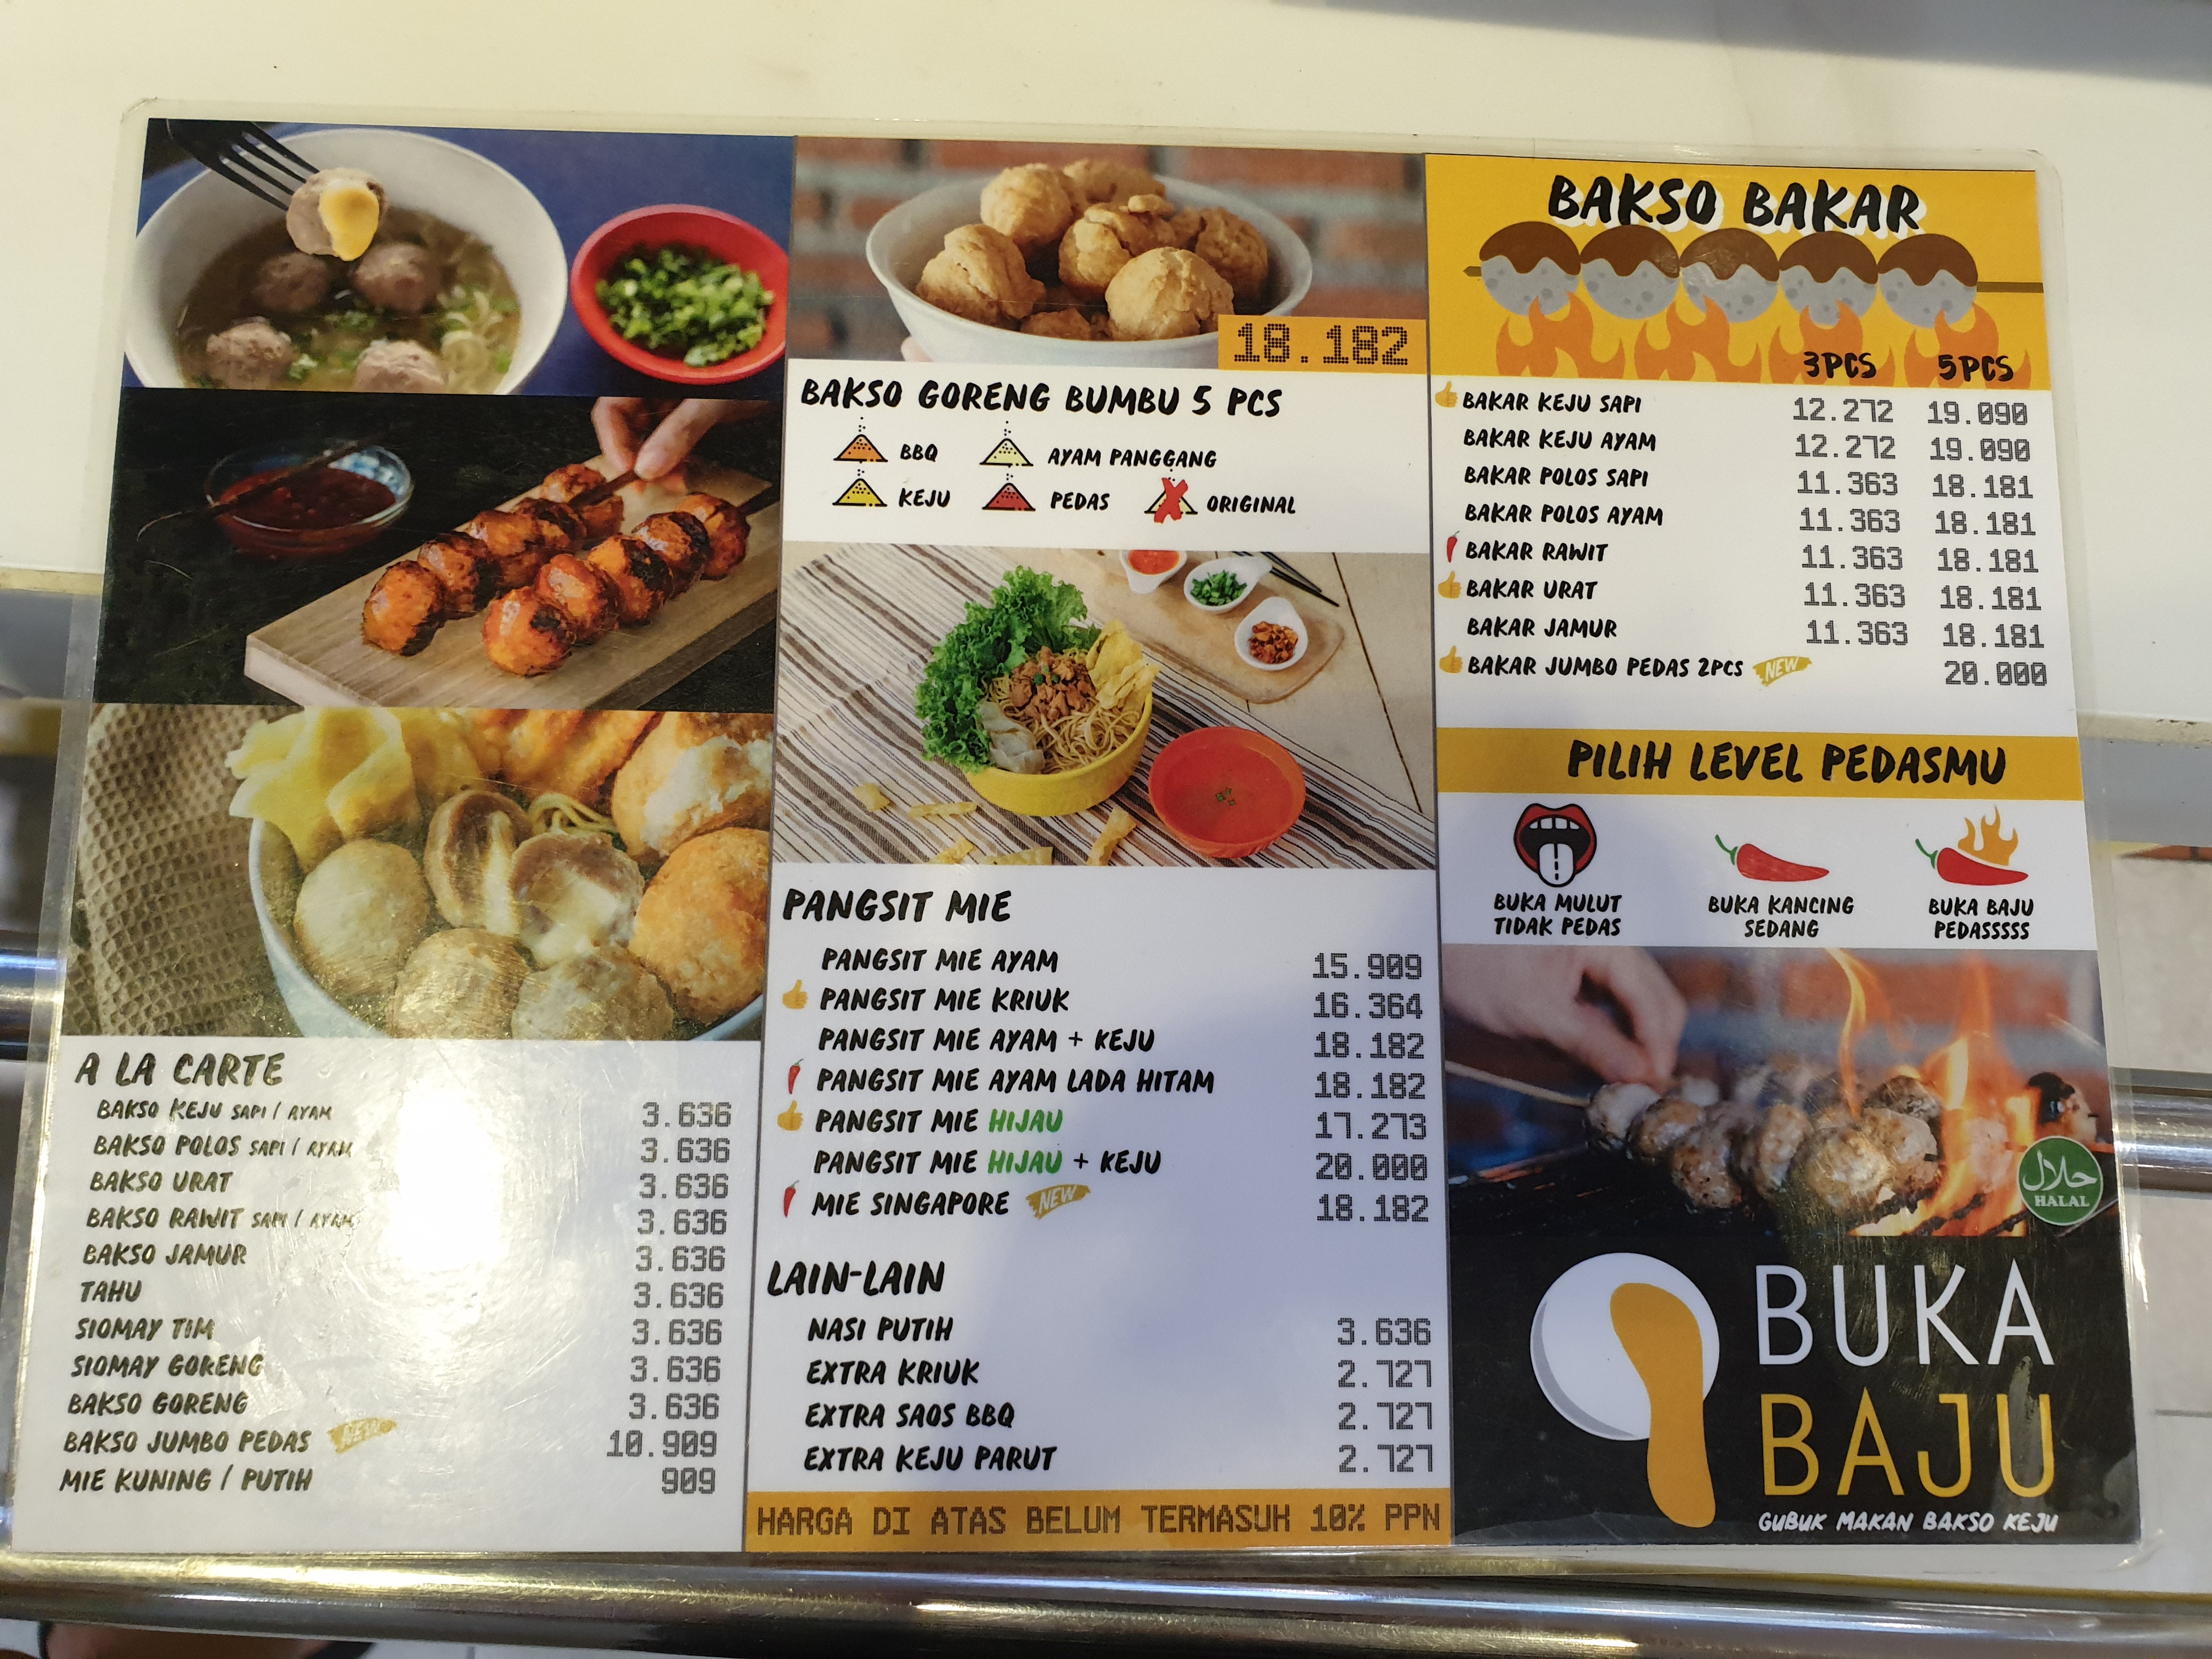 A LA CARTE
BAKSO KEJU SAPI / AYAM 3.636
BAKSO POLOS SAPI / AYAM 3.636
BAKSO URAT 3.636
BAKSO RAWIT SAPI / AYAM 3.636
BAKSO JAMUR 3.636
TAHU 3.636
SIOMAY TIM 3.636
SIOMAY GORENG 3.636
BAKSO GORENG 3.636
BAKSO JUMBO PEDAS NEW 10.909
MIE KUNING / PUTIH 909
18.182
BAKSO GORENG BUMBU 5 PCS
BBQ AYAM PANGGANG
KEJU PEDAS ORIGINAL
PANGSIT MIE
PANGSIT MIE AYAM 15.909
PANGSIT MIE KRIUK 16.364
PANGSIT MIE AYAM + KEJU 18.182
PANGSIT MIE AYAM LADA HITAM 18.182
PANGSIT MIE HIJAU 17.273
PANGSIT MIE HIJAU + KEJU 20.000
MIE SINGAPORE NEW 18.182
LAIN-LAIN
NASI PUTIH 3.636
EXTRA KRIUK 2.727
EXTRA SAOS BBQ 2.727
EXTRA KEJU PARUT 2.727
HARGA DI ATAS BELUM TERMASUK 10% PPN
BAKSO BAKAR
3PCS 5PCS
BAKAR KEJU SAPI 12.272 19.090
BAKAR KEJU AYAM 12.272 19.090
BAKAR POLOS SAPI 11.363 18.181
BAKAR POLOS AYAM 11.363 18.181
BAKAR RAWIT 11.363 18.181
BAKAR URAT 11.363 18.181
BAKAR JAMUR 11.363 18.181
BAKAR JUMBO PEDAS 2PCS NEW 20.000
PILIH LEVEL PEDASMU
BUKA MULUT
TIDAK PEDAS
BUKA KANCING
SEDANG
BUKA BAJU
PEDASSSSS
حلال
HALAL
BUKA
BAJU
GUBUK MAKAN BAKSO KEJU